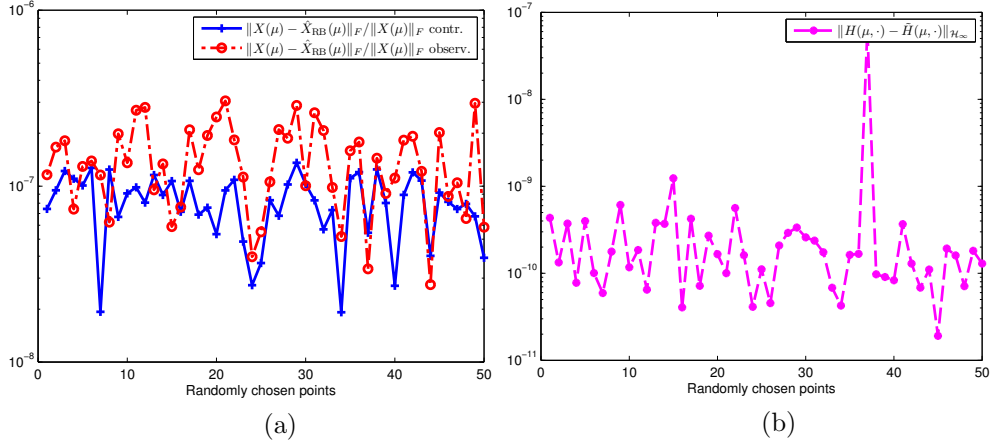 10⁻⁵
10⁻⁶
10⁻⁷
10⁻⁸
‖X(μ) − X̂_RB(μ)‖_F/‖X(μ)‖_F contr.
‖X(μ) − X̂_RB(μ)‖_F/‖X(μ)‖_F observ.
0 10 20 30 40 50
Randomly chosen points
(a)
10⁻⁷
10⁻⁸
10⁻⁹
10⁻¹⁰
10⁻¹¹
‖H(μ, ·) − H̃(μ, ·)‖_ℋ∞
0 10 20 30 40 50
Randomly chosen points
(b)